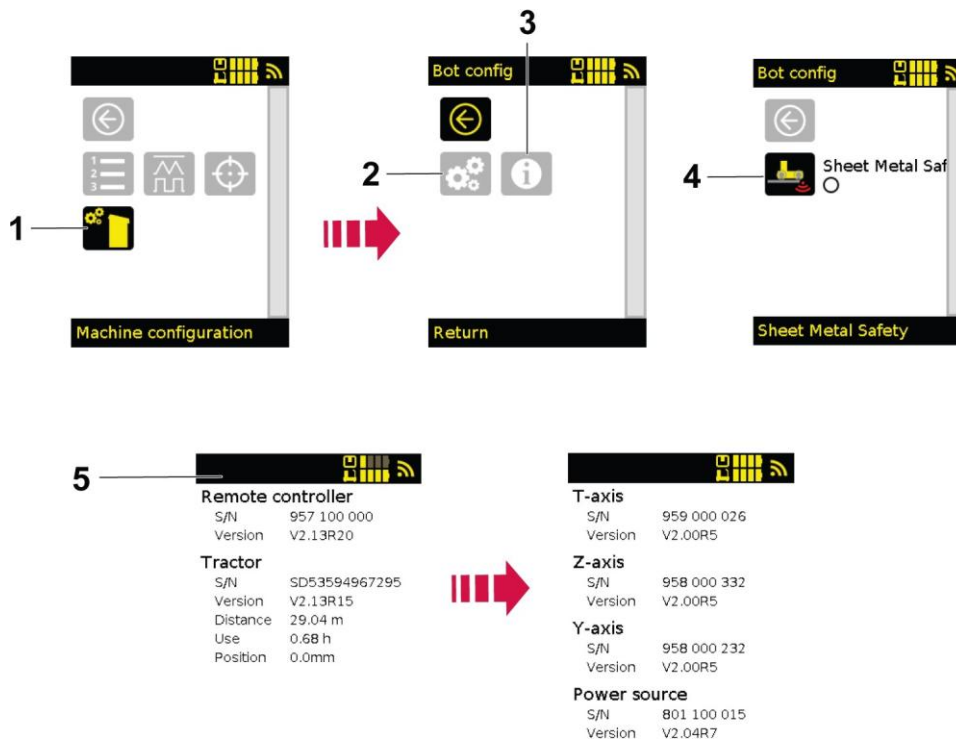 3
Bot config
Bot config
2
4
Sheet Metal Saf
1
1
2
3
Machine configuration
Return
Sheet Metal Safety
5
Remote controller
S/N 957 100 000
Version V2.13R20
Tractor
S/N SD53594967295
Version V2.13R15
Distance 29.04 m
Use 0.68 h
Position 0.0mm
T-axis
S/N 959 000 026
Version V2.00R5
Z-axis
S/N 958 000 332
Version V2.00R5
Y-axis
S/N 958 000 232
Version V2.00R5
Power source
S/N 801 100 015
Version V2.04R7